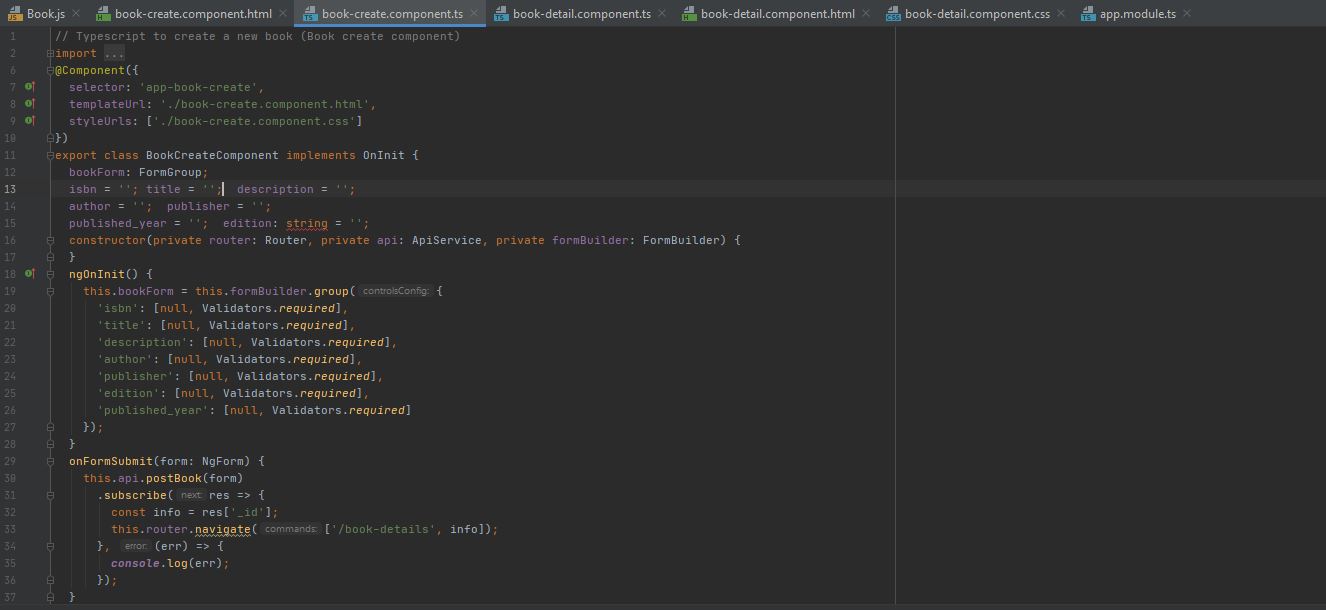 Book.js book-create.component.html book-create.component.ts book-detail.component.ts book-detail.component.html book-detail.component.css app.module.ts
1 // Typescript to create a new book (Book create component)
2 import ...
6 @Component({
7 selector: 'app-book-create',
8 templateUrl: './book-create.component.html',
9 styleUrls: ['./book-create.component.css']
10 })
11 export class BookCreateComponent implements OnInit {
12 bookForm: FormGroup;
13 isbn = ''; title = ''; description = '';
14 author = ''; publisher = '';
15 published_year = ''; edition: string = '';
16 constructor(private router: Router, private api: ApiService, private formBuilder: FormBuilder) {
17 }
18 ngOnInit() {
19 this.bookForm = this.formBuilder.group( controlsConfig: {
20 'isbn': [null, Validators.required],
21 'title': [null, Validators.required],
22 'description': [null, Validators.required],
23 'author': [null, Validators.required],
24 'publisher': [null, Validators.required],
25 'edition': [null, Validators.required],
26 'published_year': [null, Validators.required]
27 });
28 }
29 onFormSubmit(form: NgForm) {
30 this.api.postBook(form)
31 .subscribe( next: res => {
32 const info = res['_id'];
33 this.router.navigate( commands: ['/book-details', info]);
34 }, error: (err) => {
35 console.log(err);
36 });
37 }